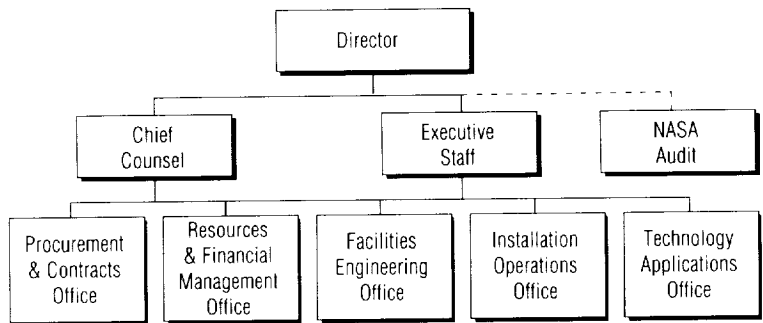 Director
Chief
Counsel
Executive
Staff
NASA
Audit
Procurement
& Contracts
Office
Resources
& Financial
Management
Office
Facilities
Engineering
Office
Installation
Operations
Office
Technology
Applications
Office